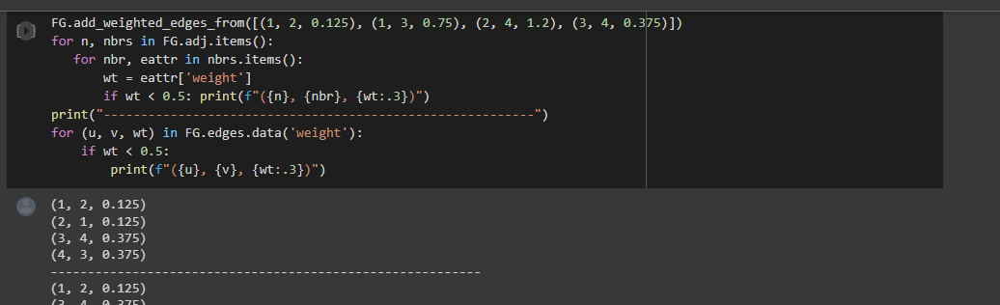 FG.add_weighted_edges_from([(1, 2, 0.125), (1, 3, 0.75), (2, 4, 1.2), (3, 4, 0.375)])
for n, nbrs in FG.adj.items():
   for nbr, eattr in nbrs.items():
       wt = eattr['weight']
       if wt < 0.5: print(f"({n}, {nbr}, {wt:.3})")
print("----------------------------------------------------------")
for (u, v, wt) in FG.edges.data('weight'):
    if wt < 0.5:
        print(f"({u}, {v}, {wt:.3})")
(1, 2, 0.125)
(2, 1, 0.125)
(3, 4, 0.375)
(4, 3, 0.375)
----------------------------------------------------------
(1, 2, 0.125)
(3, 4, 0.375)